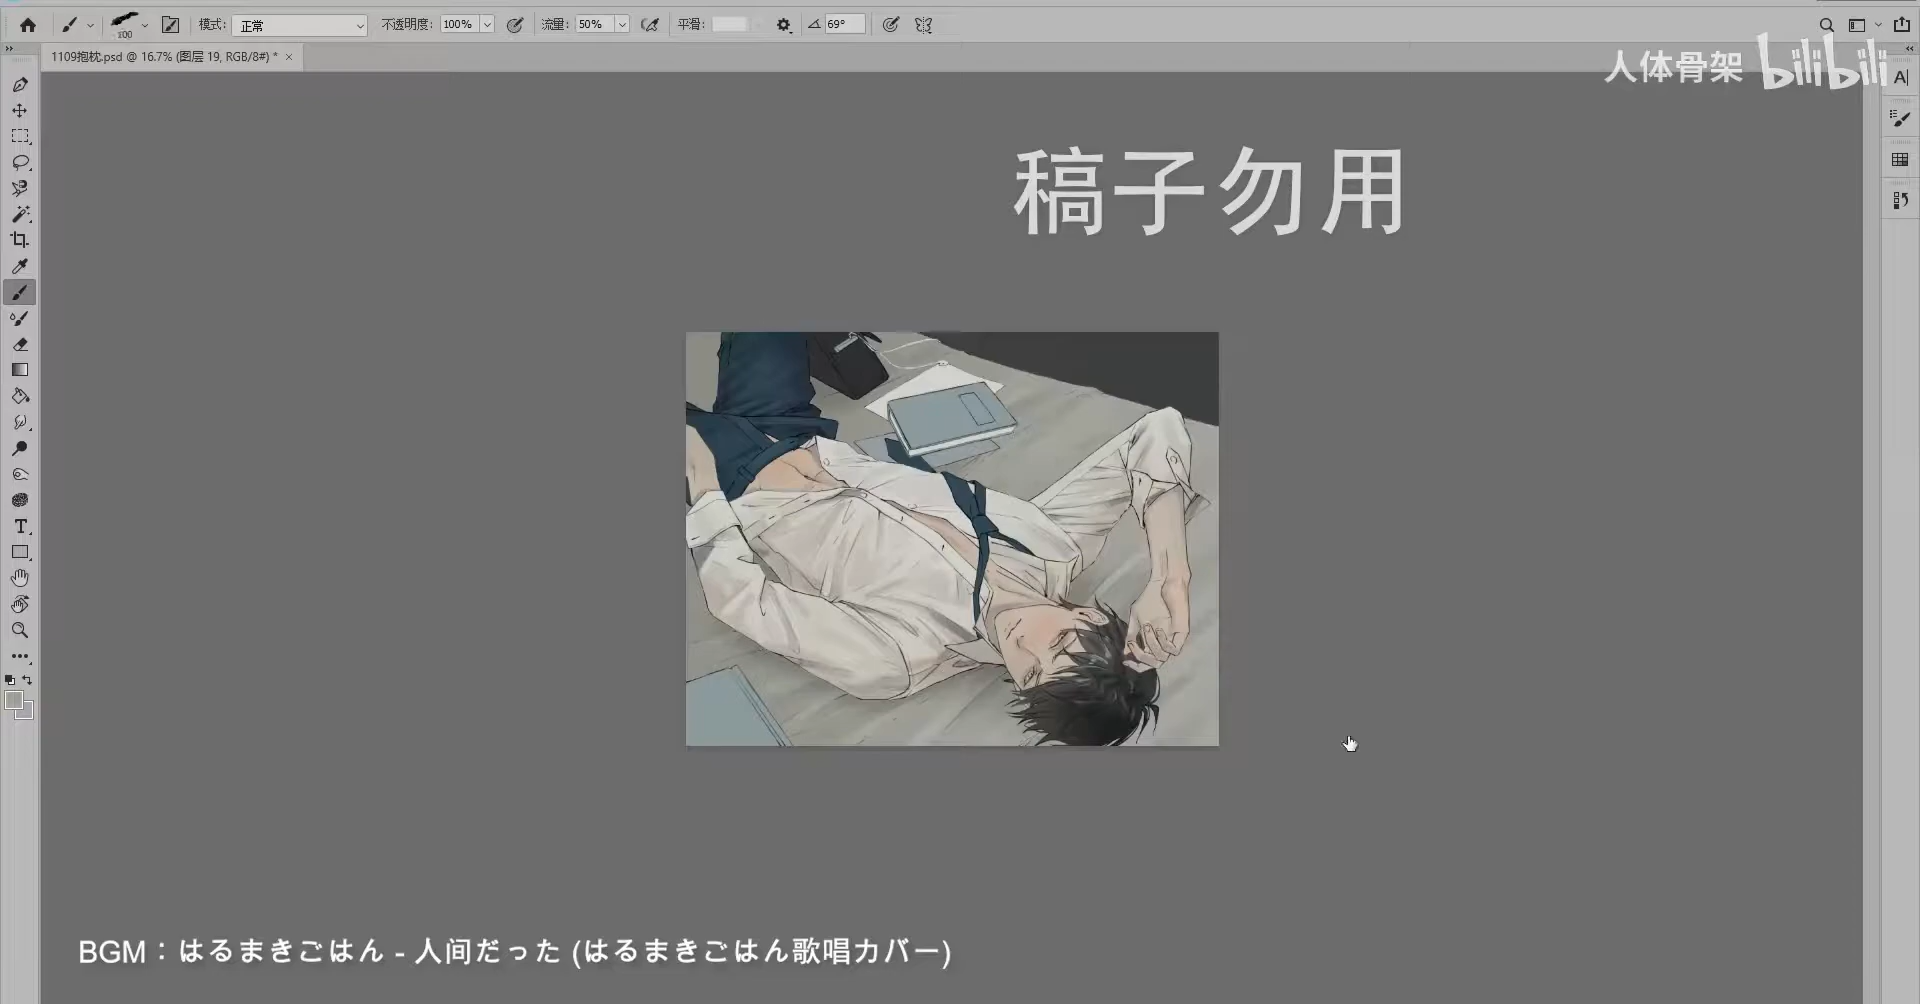 模式: 正常 不透明度: 100% 流量: 50% 平滑: 69°
1109抱枕.psd @ 16.7% (图层 19, RGB/8#) * ×
人体骨架 bilibili
稿子勿用
BGM：はるまきごはん - 人间だった (はるまきごはん歌唱カバー)